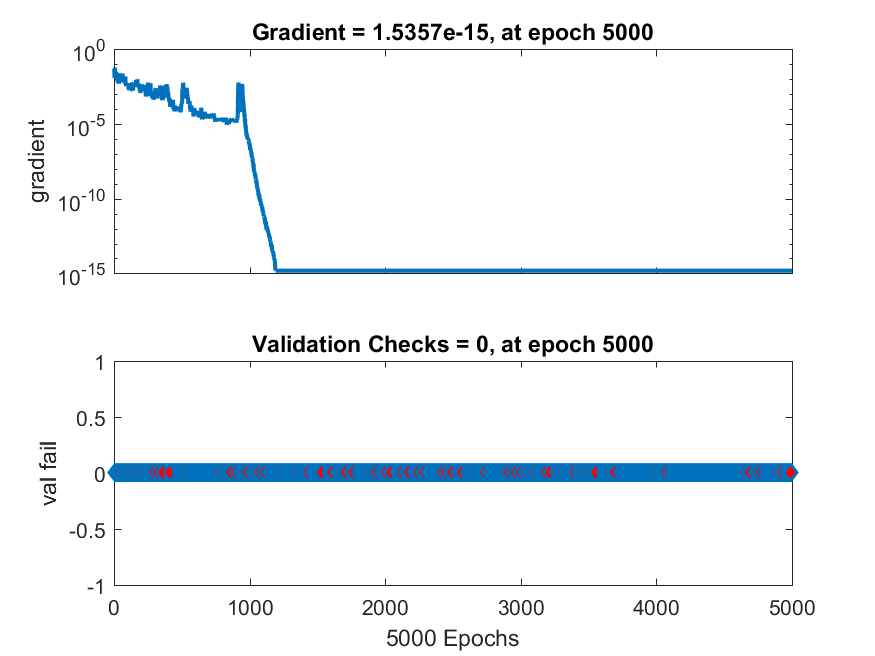 Gradient = 1.5357e-15, at epoch 5000
10^0
10^-5
10^-10
10^-15
gradient
Validation Checks = 0, at epoch 5000
1
0.5
0
-0.5
-1
val fail
0 1000 2000 3000 4000 5000
5000 Epochs